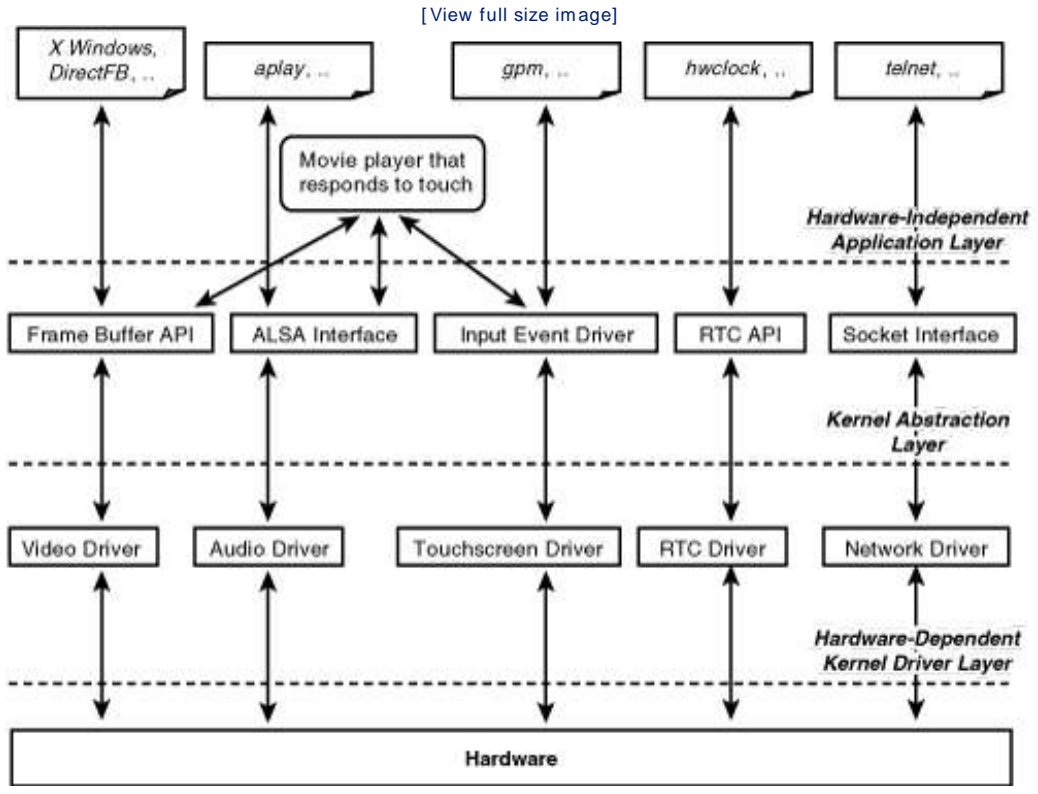 [View full size image]
X Windows,
DirectFB, ..
aplay, ..
gpm, ..
hwclock, ..
telnet, ..
Movie player that
responds to touch
Hardware-Independent
Application Layer
Frame Buffer API
ALSA Interface
Input Event Driver
RTC API
Socket Interface
Kernel Abstraction
Layer
Video Driver
Audio Driver
Touchscreen Driver
RTC Driver
Network Driver
Hardware-Dependent
Kernel Driver Layer
Hardware